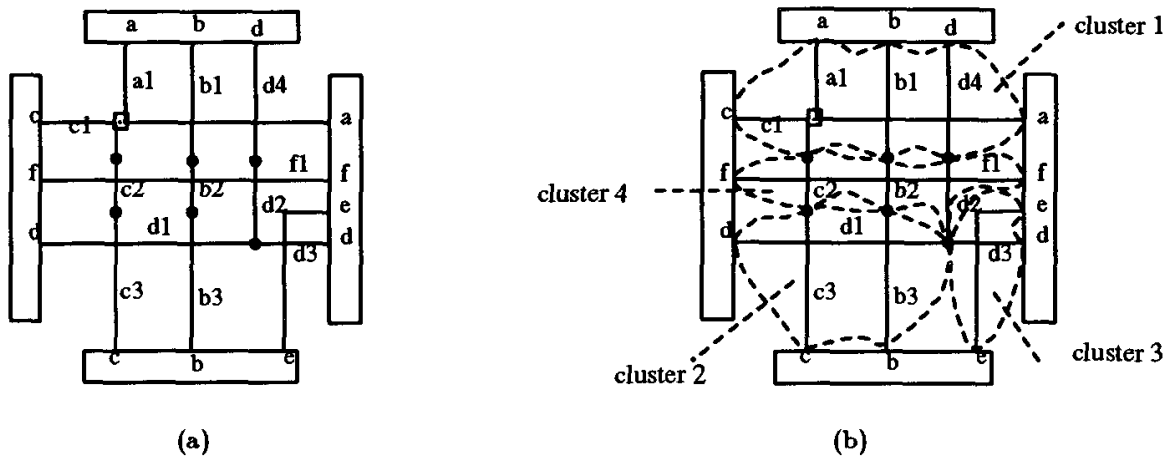 a b d
a1 b1 d4
c c1 a
f f1 f
c2 b2 d2 e
d d1 d3 d
c3 b3
c b e
(a)
a b d cluster 1
a1 b1 d4
c c1 a
f f1 f
cluster 4 c2 b2 d2 e
d d1 d3 d
c3 b3
cluster 2 c b e cluster 3
(b)